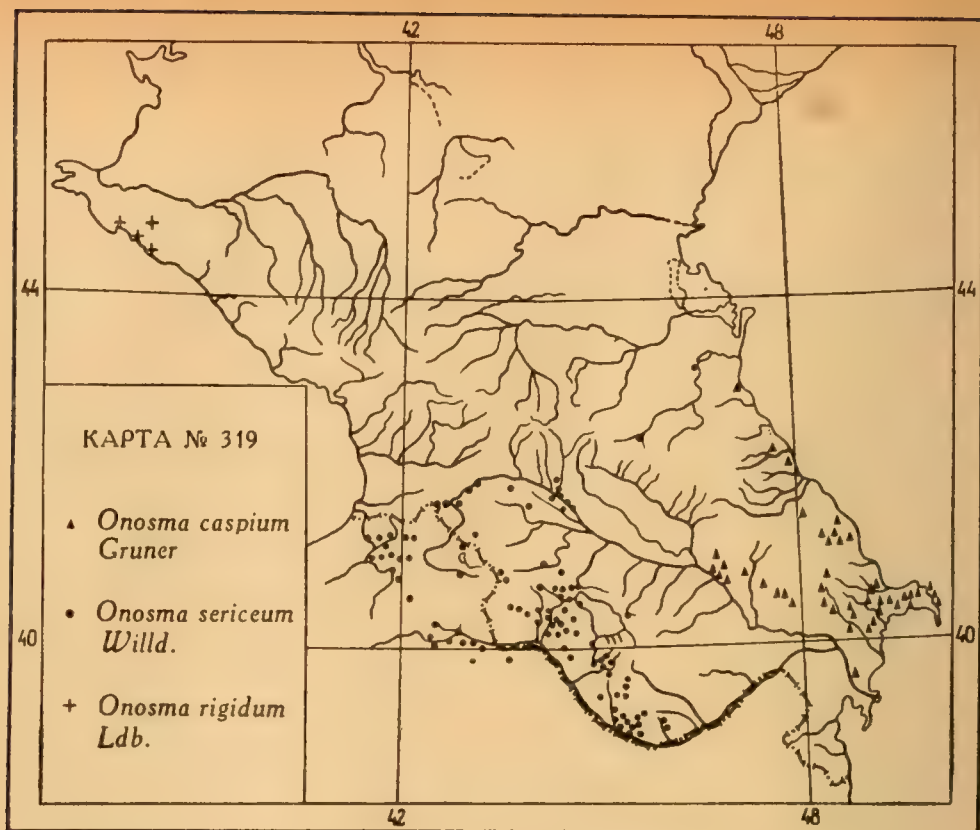 42
48
44
44
КАРТА № 319
Onosma caspium
Gruner
Onosma sericeum
Willd.
Onosma rigidum
Ldb.
40
40
42
48